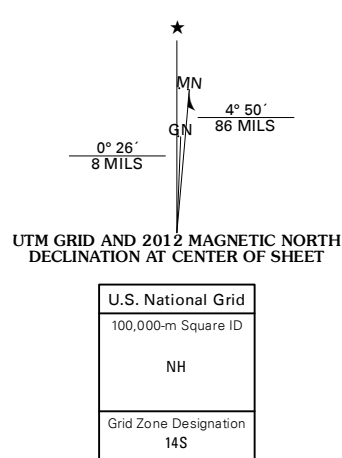 MN
4° 50´
86 MILS
GN
0° 26´
8 MILS
UTM GRID AND 2012 MAGNETIC NORTH
DECLINATION AT CENTER OF SHEET
U.S. National Grid
100,000-m Square ID
NH
Grid Zone Designation
14S